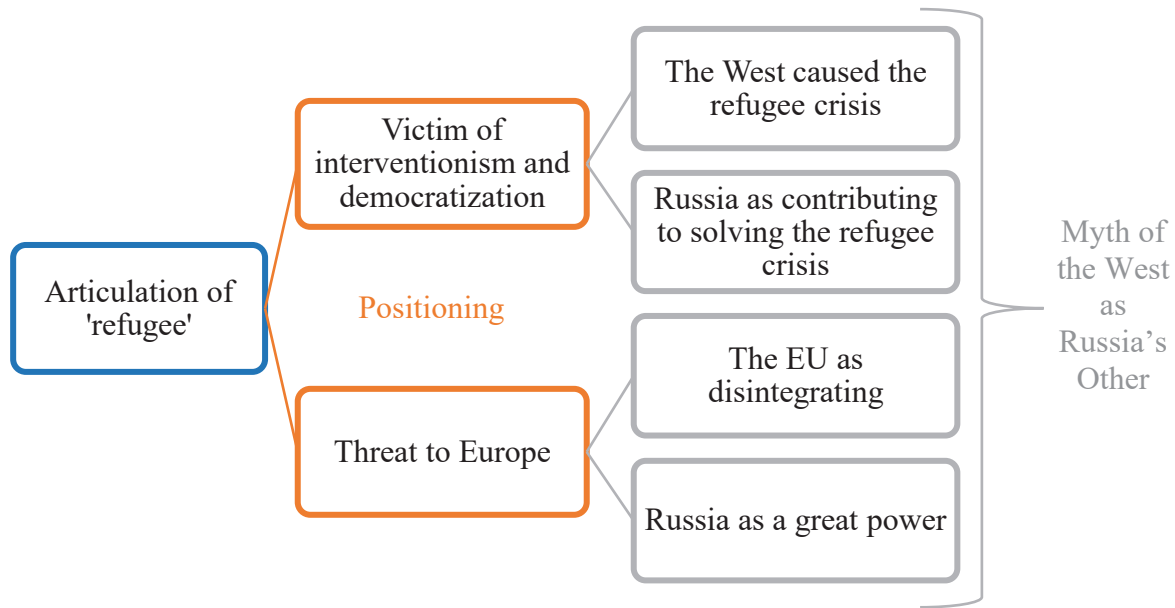 Articulation of
'refugee'
Positioning
Victim of
interventionism and
democratization
Threat to Europe
The West caused the
refugee crisis
Russia as contributing
to solving the refugee
crisis
The EU as
disintegrating
Russia as a great power
Myth of
the West
as
Russia’s
Other